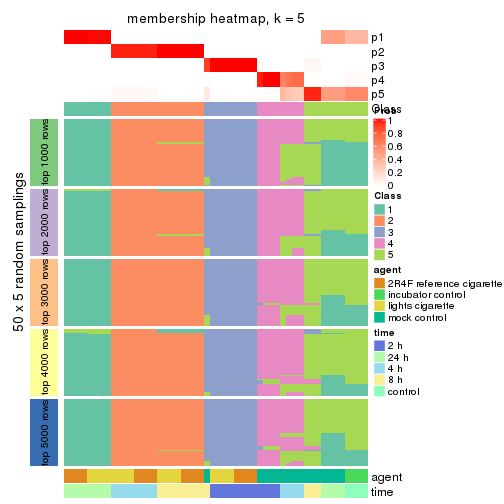 membership heatmap, k = 5
p1
p2
p3
p4
p5
Class
Prob
1
0.8
0.6
0.4
0.2
0
Class
1
2
3
4
5
agent
2R4F reference cigarette
incubator control
lights cigarette
mock control
time
2 h
24 h
4 h
8 h
control
50 x 5 random samplings
top 1000 rows
top 2000 rows
top 3000 rows
top 4000 rows
top 5000 rows
agent
time